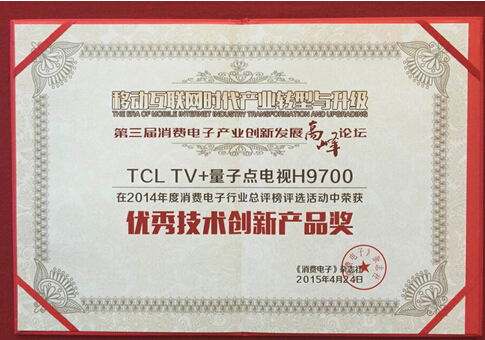 移动互联网时代产业转型与升级
THE ERA OF MOBILE INTERNET INDUSTRY TRANSFORMATION AND UPGRADING
第三届消费电子产业创新发展高峰论坛
TCL TV+量子点电视H9700
在2014年度消费电子行业总评榜评选活动中荣获
优秀技术创新产品奖
《消费电子》杂志社
2015年4月24日